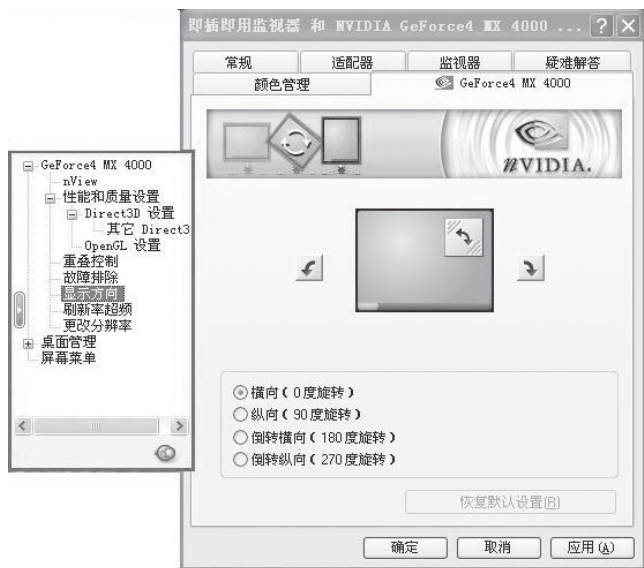 即插即用监视器 和 NVIDIA GeForce4 MX 4000 ...
常规
适配器
监视器
疑难解答
颜色管理
GeForce4 MX 4000
nVIDIA.
GeForce4 MX 4000
nView
性能和质量设置
Direct3D 设置
其它 Direct3
OpenGL 设置
重叠控制
故障排除
显示方向
刷新率超频
更改分辨率
桌面管理
屏幕菜单
横向(0度旋转)
纵向(90度旋转)
倒转横向(180度旋转)
倒转纵向(270度旋转)
恢复默认设置(R)
确定
取消
应用(A)